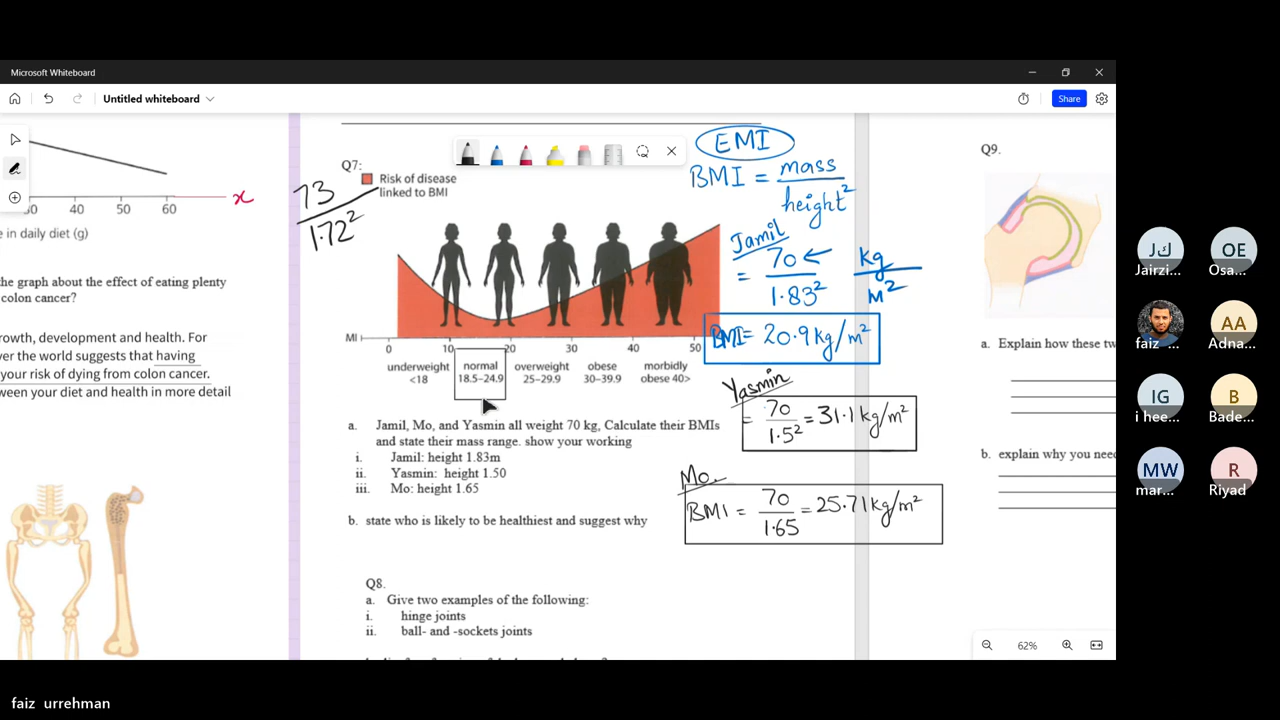 Microsoft Whiteboard
Untitled whiteboard
Share
30 40 50 60 x
e in daily diet (g)
he graph about the effect of eating plenty
colon cancer?
rowth, development and health. For
ver the world suggests that having
your risk of dying from colon cancer.
ween your diet and health in more detail
Q7:
Risk of disease
linked to BMI
73
1.72²
MI
0 10 20 30 40 50
underweight
<18
normal
18.5–24.9
overweight
25–29.9
obese
30–39.9
morbidly
obese 40>
a. Jamil, Mo, and Yasmin all weight 70 kg, Calculate their BMIs
and state their mass range. show your working
i. Jamil: height 1.83m
ii. Yasmin: height 1.50
iii. Mo: height 1.65
b. state who is likely to be healthiest and suggest why
Q8.
a. Give two examples of the following:
i. hinge joints
ii. ball- and -sockets joints
EMI
BMI = mass
height²
Jamil
= 70 ← kg
1.83² m²
BMI= 20.9 kg/m²
Yasmin
= 70 = 31.1 kg/m²
1.5²
Mo.
BMI = 70 = 25.71 kg/m²
1.65
Q9.
a. Explain how these tw
b. explain why you need
62%
كJ
Jairzi...
OE
Osa...
faiz ...
AA
Adna...
IG
i hee...
B
Bade...
MW
mar...
R
Riyad
faiz urrehman